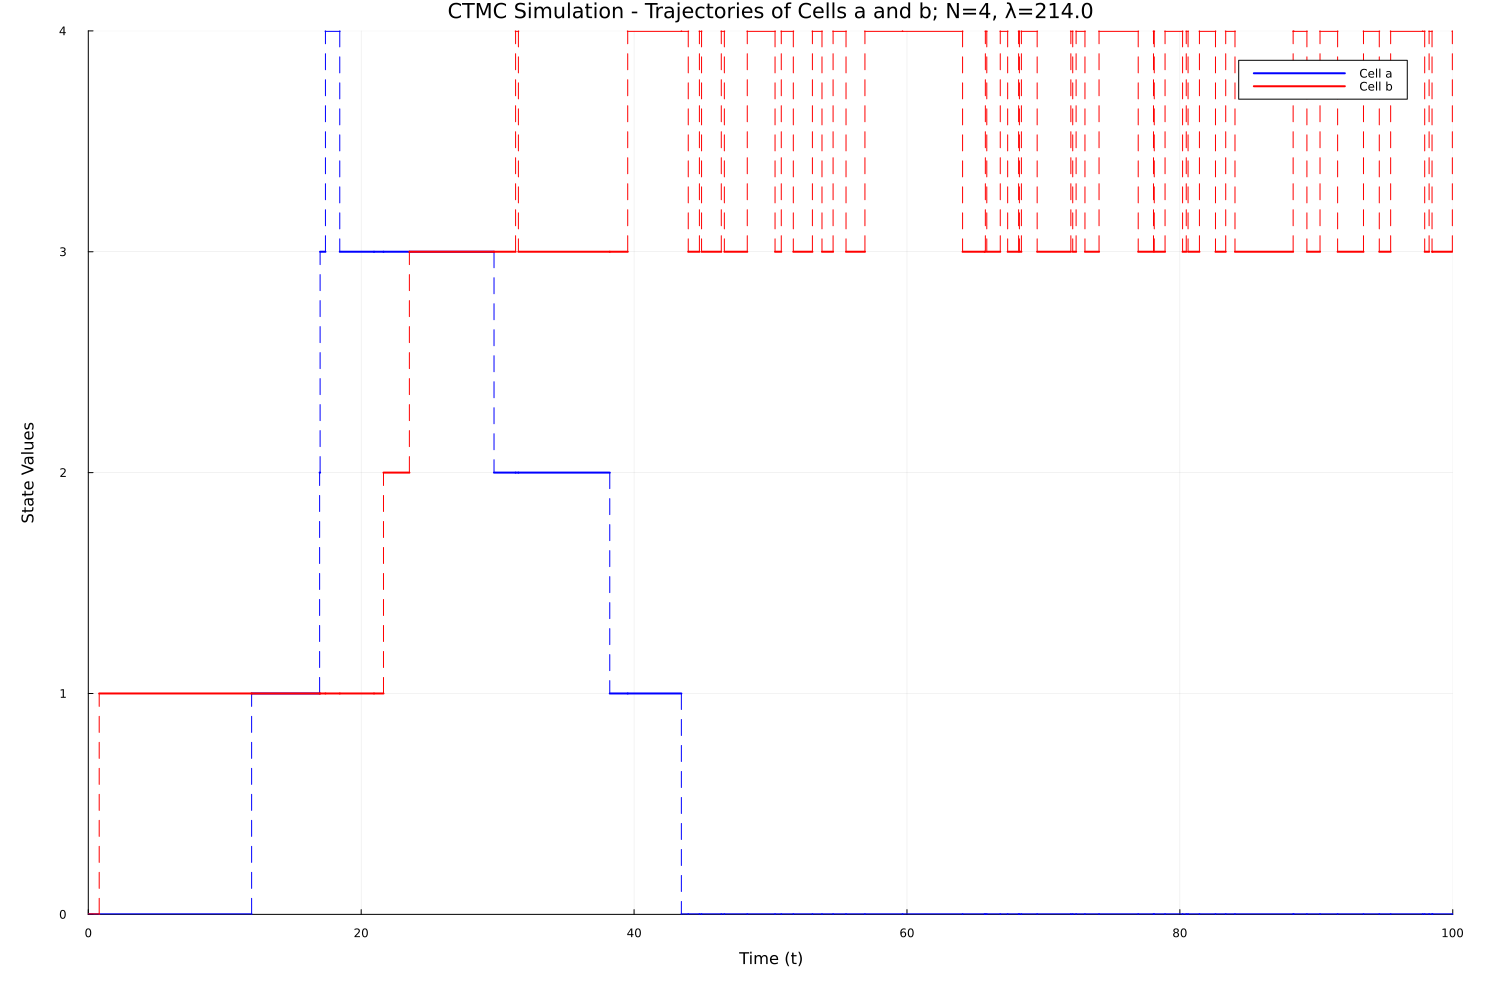 CTMC Simulation - Trajectories of Cells a and b; N=4, λ=214.0
4
Cell a
Cell b
3
State Values
2
1
0
0 20 40 60 80 100
Time (t)